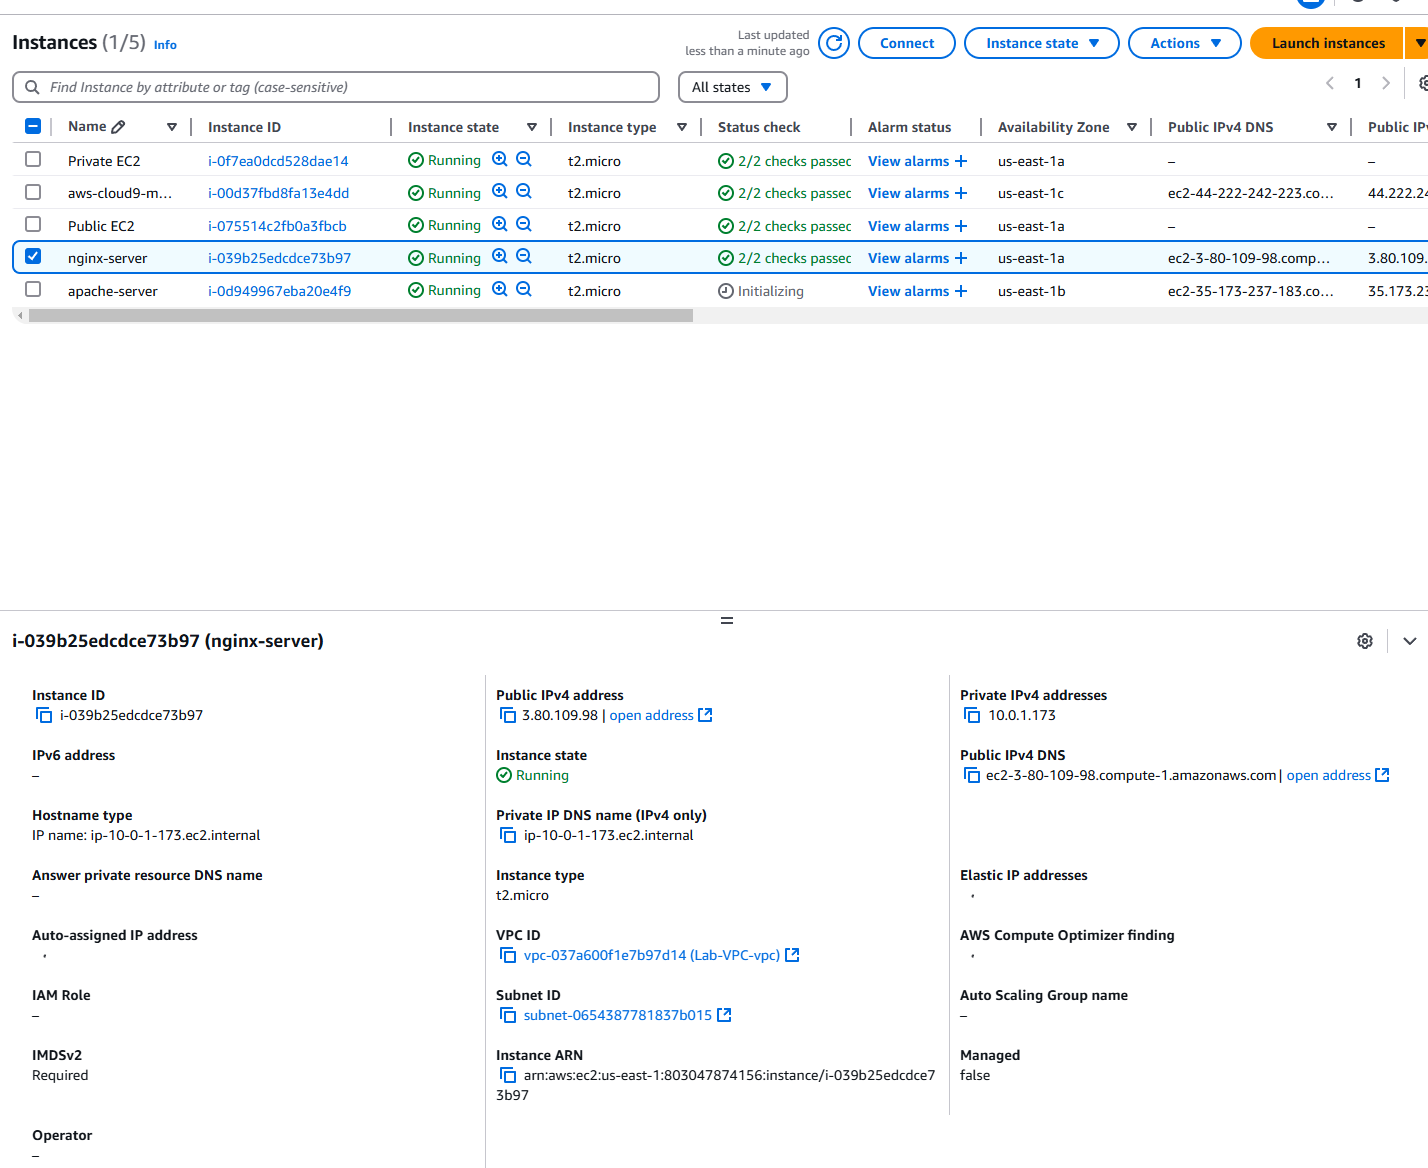 Instances (1/5) Info
Last updated
less than a minute ago
Connect
Instance state
Actions
Launch instances
Find Instance by attribute or tag (case-sensitive)
All states
1
Name Instance ID Instance state Instance type Status check Alarm status Availability Zone Public IPv4 DNS Public IP
Private EC2 i-0f7ea0dcd528dae14 Running t2.micro 2/2 checks passec View alarms + us-east-1a – –
aws-cloud9-m... i-00d37fbd8fa13e4dd Running t2.micro 2/2 checks passec View alarms + us-east-1c ec2-44-222-242-223.co... 44.222.24
Public EC2 i-075514c2fb0a3fbcb Running t2.micro 2/2 checks passec View alarms + us-east-1a – –
nginx-server i-039b25edcdce73b97 Running t2.micro 2/2 checks passec View alarms + us-east-1a ec2-3-80-109-98.comp... 3.80.109.
apache-server i-0d949967eba20e4f9 Running t2.micro Initializing View alarms + us-east-1b ec2-35-173-237-183.co... 35.173.23
i-039b25edcdce73b97 (nginx-server)
Instance ID
i-039b25edcdce73b97
Public IPv4 address
3.80.109.98 | open address
Private IPv4 addresses
10.0.1.173
IPv6 address
–
Instance state
Running
Public IPv4 DNS
ec2-3-80-109-98.compute-1.amazonaws.com | open address
Hostname type
IP name: ip-10-0-1-173.ec2.internal
Private IP DNS name (IPv4 only)
ip-10-0-1-173.ec2.internal
Answer private resource DNS name
–
Instance type
t2.micro
Elastic IP addresses
Auto-assigned IP address
VPC ID
vpc-037a600f1e7b97d14 (Lab-VPC-vpc)
AWS Compute Optimizer finding
IAM Role
–
Subnet ID
subnet-0654387781837b015
Auto Scaling Group name
–
IMDSv2
Required
Instance ARN
arn:aws:ec2:us-east-1:803047874156:instance/i-039b25edcdce7
3b97
Managed
false
Operator
–